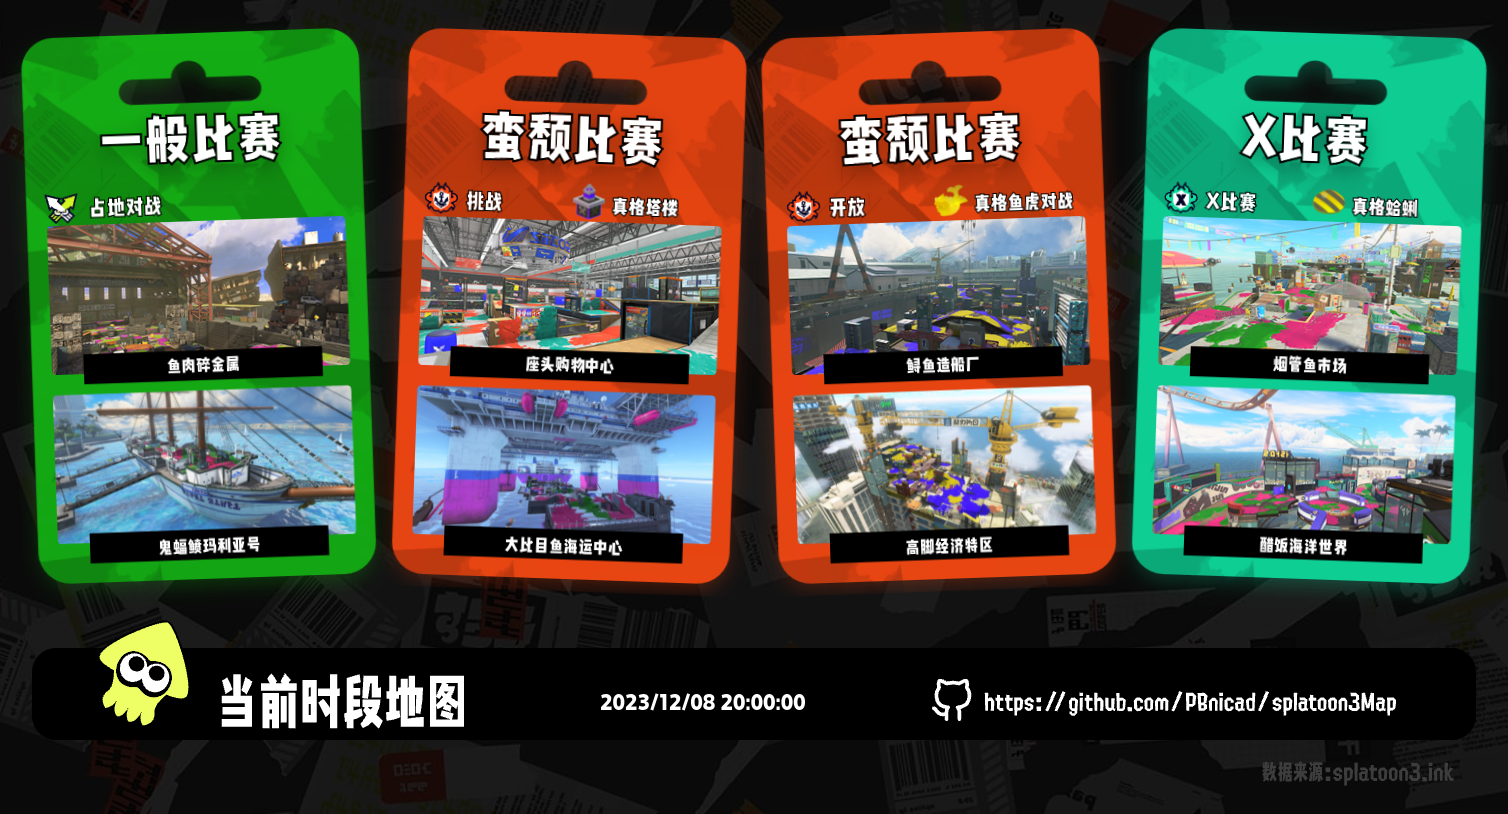 一般比赛
占地对战
鱼肉碎金属
鬼蝠鲼玛利亚号
蛮颓比赛
挑战
真格塔楼
座头购物中心
大比目鱼海运中心
蛮颓比赛
开放
真格鱼虎对战
鲟鱼造船厂
高脚经济特区
X比赛
X比赛
真格蛤蜊
烟管鱼市场
醋饭海洋世界
当前时段地图
2023/12/08 20:00:00
https://github.com/PBnicad/splatoon3Map
数据来源:splatoon3.ink